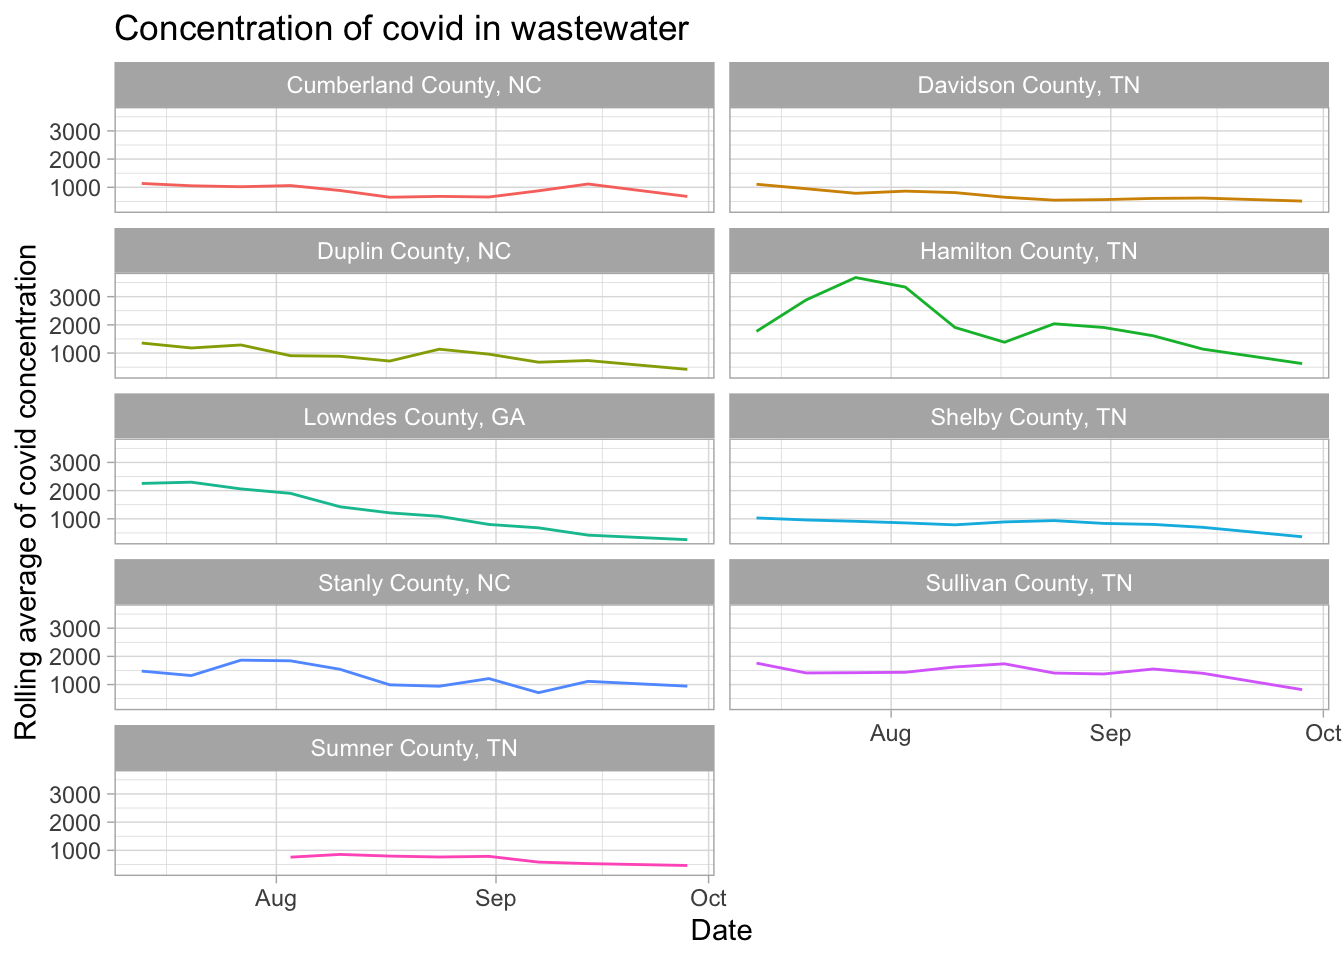 Concentration of covid in wastewater
Cumberland County, NC
Davidson County, TN
3000
2000
1000
Duplin County, NC
Hamilton County, TN
3000
2000
1000
Lowndes County, GA
Shelby County, TN
3000
2000
1000
Stanly County, NC
Sullivan County, TN
3000
2000
1000
Aug Sep Oct
Sumner County, TN
3000
2000
1000
Aug Sep Oct
Date
Rolling average of covid concentration